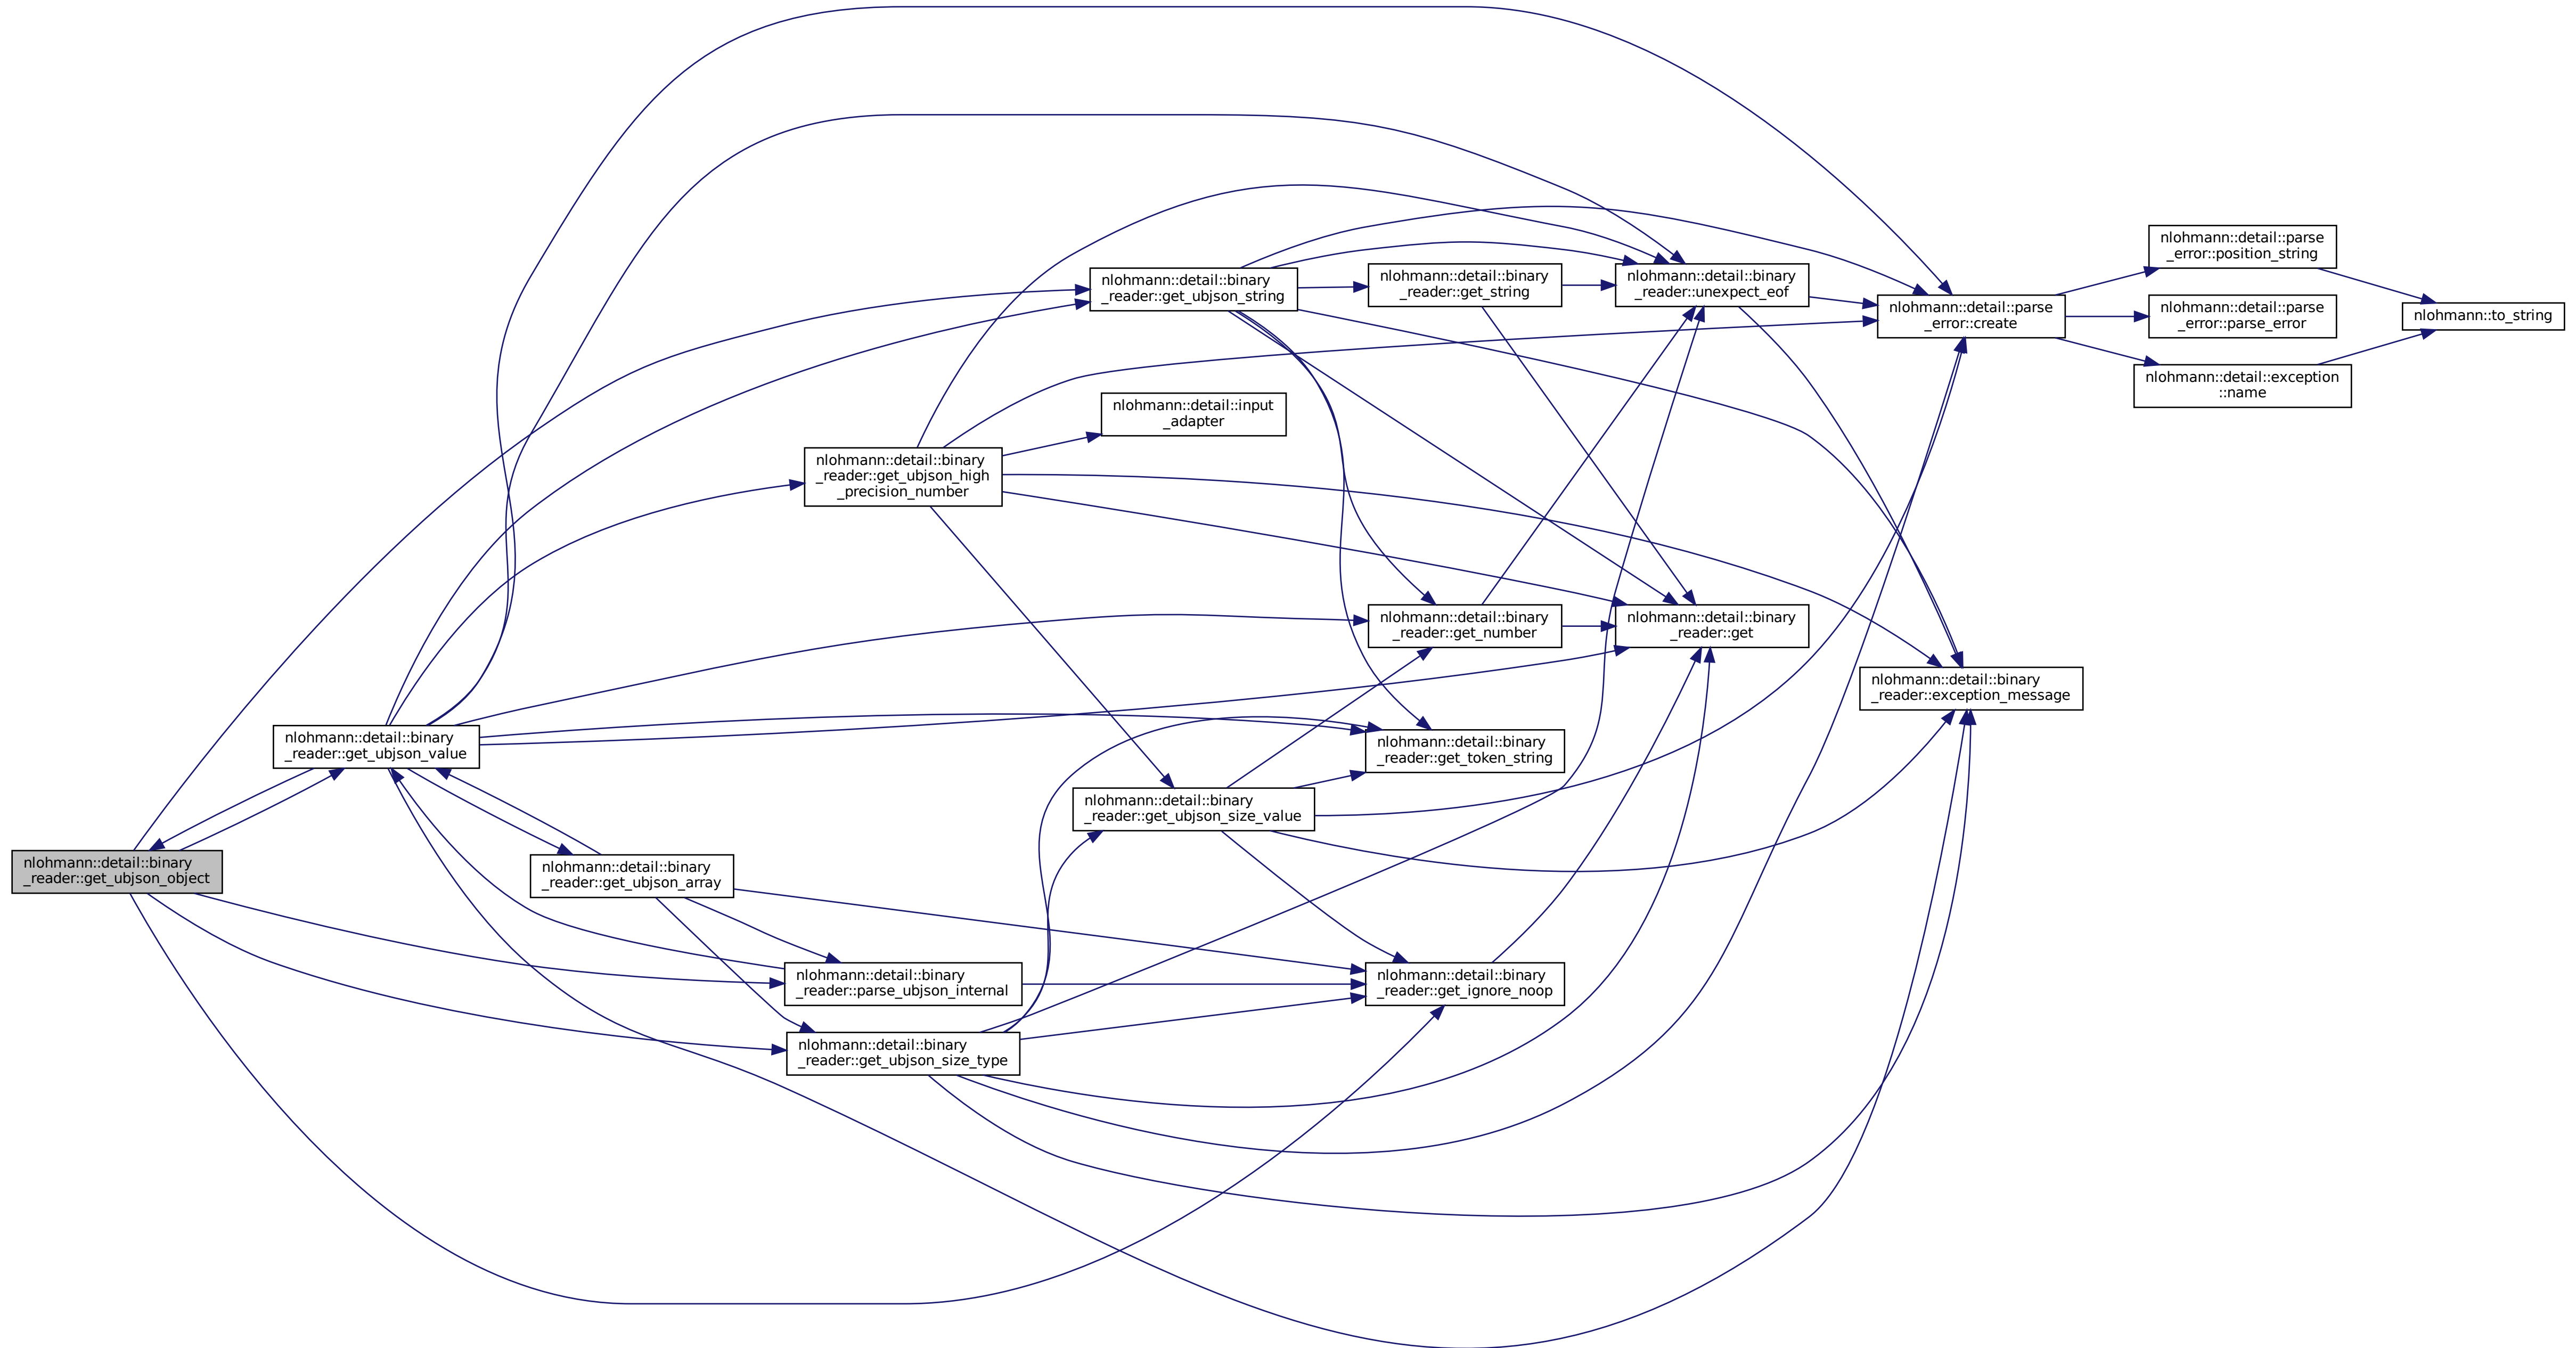 nlohmann::detail::parse
_error::position_string
nlohmann::detail::binary
_reader::get_ubjson_string
nlohmann::detail::binary
_reader::get_string
nlohmann::detail::binary
_reader::unexpect_eof
nlohmann::detail::parse
_error::create
nlohmann::detail::parse
_error::parse_error
nlohmann::to_string
nlohmann::detail::exception
::name
nlohmann::detail::input
_adapter
nlohmann::detail::binary
_reader::get_ubjson_high
_precision_number
nlohmann::detail::binary
_reader::get_number
nlohmann::detail::binary
_reader::get
nlohmann::detail::binary
_reader::exception_message
nlohmann::detail::binary
_reader::get_ubjson_value
nlohmann::detail::binary
_reader::get_token_string
nlohmann::detail::binary
_reader::get_ubjson_size_value
nlohmann::detail::binary
_reader::get_ubjson_object
nlohmann::detail::binary
_reader::get_ubjson_array
nlohmann::detail::binary
_reader::parse_ubjson_internal
nlohmann::detail::binary
_reader::get_ignore_noop
nlohmann::detail::binary
_reader::get_ubjson_size_type